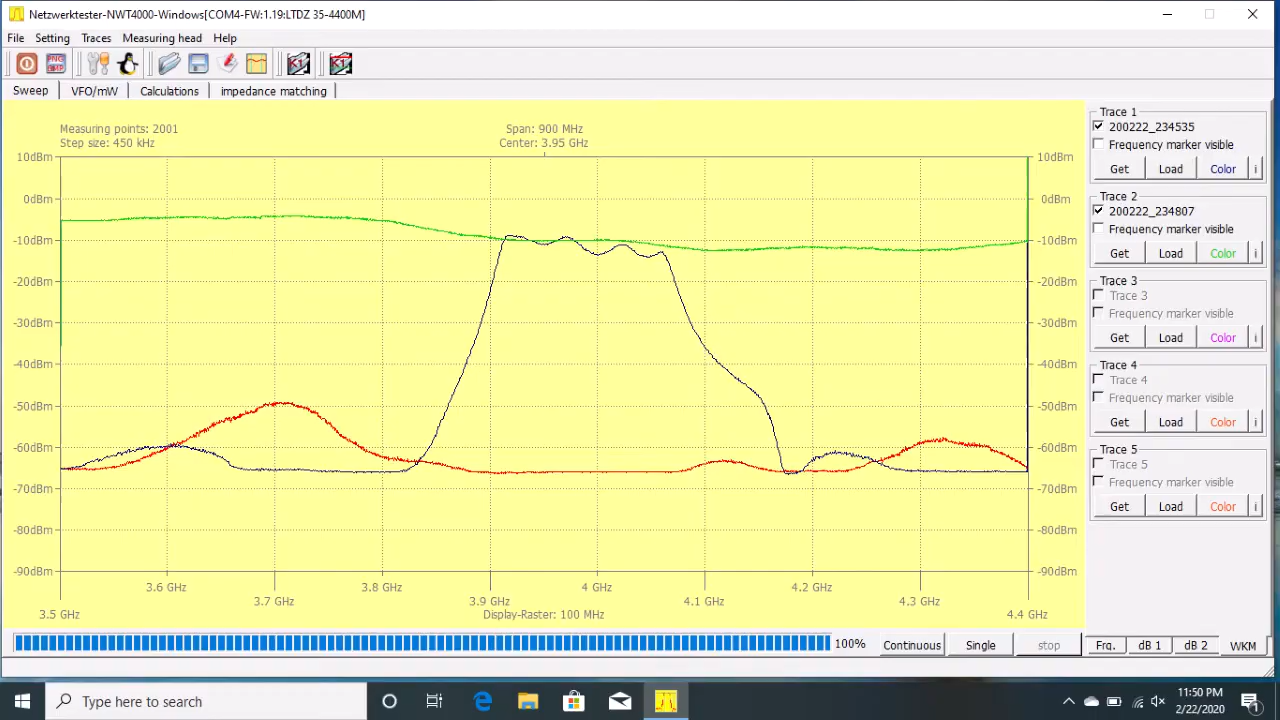 Netzwerktester-NWT4000-Windows[COM4-FW:1.19:LTDZ 35-4400M]
File Setting Traces Measuring head Help
Sweep VFO/mW Calculations impedance matching
Measuring points: 2001
Step size: 450 kHz
Span: 900 MHz
Center: 3.95 GHz
10dBm 10dBm
0dBm 0dBm
-10dBm -10dBm
-20dBm -20dBm
-30dBm -30dBm
-40dBm -40dBm
-50dBm -50dBm
-60dBm -60dBm
-70dBm -70dBm
-80dBm -80dBm
-90dBm -90dBm
3.6 GHz 3.8 GHz 4 GHz 4.2 GHz
3.7 GHz 3.9 GHz 4.1 GHz 4.3 GHz
3.5 GHz Display-Raster: 100 MHz 4.4 GHz
Trace 1
200222_234535
Frequency marker visible
Get Load Color i
Trace 2
200222_234807
Frequency marker visible
Get Load Color i
Trace 3
Trace 3
Frequency marker visible
Get Load Color i
Trace 4
Trace 4
Frequency marker visible
Get Load Color i
Trace 5
Trace 5
Frequency marker visible
Get Load Color i
100% Continuous Single stop Frq. dB 1 dB 2 WKM
Type here to search
11:50 PM
2/22/2020
1